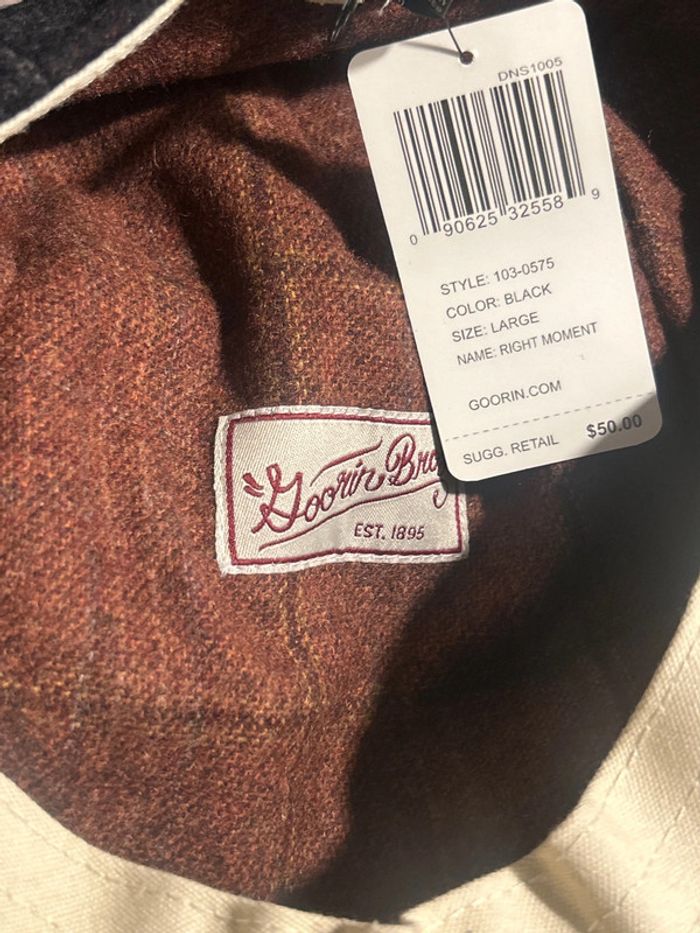 DNS1005
0 90625 32558 9
STYLE: 103-0575
COLOR: BLACK
SIZE: LARGE
NAME: RIGHT MOMENT
GOORIN.COM
SUGG. RETAIL $50.00
"Goorin
EST. 1895